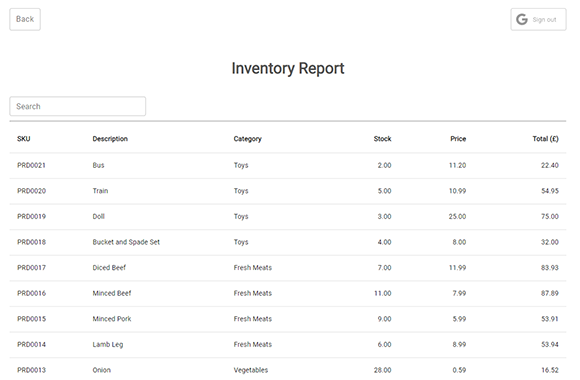 Back
G Sign out
Inventory Report
Search
SKU Description Category Stock Price Total (£)
PRD0021 Bus Toys 2.00 11.20 22.40
PRD0020 Train Toys 5.00 10.99 54.95
PRD0019 Doll Toys 3.00 25.00 75.00
PRD0018 Bucket and Spade Set Toys 4.00 8.00 32.00
PRD0017 Diced Beef Fresh Meats 7.00 11.99 83.93
PRD0016 Minced Beef Fresh Meats 11.00 7.99 87.89
PRD0015 Minced Pork Fresh Meats 9.00 5.99 53.91
PRD0014 Lamb Leg Fresh Meats 6.00 8.99 53.94
PRD0013 Onion Vegetables 28.00 0.59 16.52